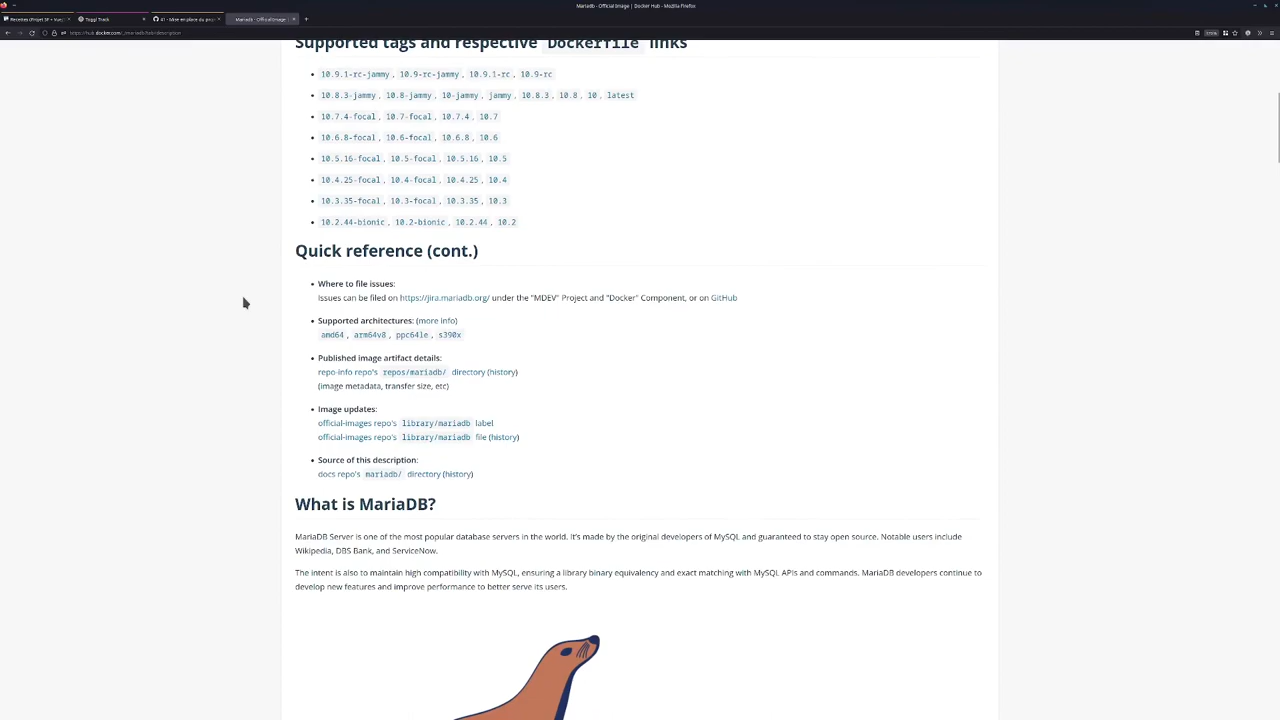 Mariadb - Official Image | Docker Hub - Mozilla Firefox
Toggl Track
Mariadb - Official Image |
Supported tags and respective Dockerfile links
10.9.1-rc-jammy, 10.9-rc-jammy, 10.9.1-rc, 10.9-rc
10.8.3-jammy, 10.8-jammy, 10-jammy, jammy, 10.8.3, 10.8, 10, latest
10.7.4-focal, 10.7-focal, 10.7.4, 10.7
10.6.8-focal, 10.6-focal, 10.6.8, 10.6
10.5.16-focal, 10.5-focal, 10.5.16, 10.5
10.4.25-focal, 10.4-focal, 10.4.25, 10.4
10.3.35-focal, 10.3-focal, 10.3.35, 10.3
10.2.44-bionic, 10.2-bionic, 10.2.44, 10.2
Quick reference (cont.)
Where to file issues:
Issues can be filed on https://jira.mariadb.org/ under the "MDEV" Project and "Docker" Component, or on GitHub
Supported architectures: (more info)
amd64, arm64v8, ppc64le, s390x
Published image artifact details:
repo-info repo's repos/mariadb/ directory (history)
(image metadata, transfer size, etc)
Image updates:
official-images repo's library/mariadb label
official-images repo's library/mariadb file (history)
Source of this description:
docs repo's mariadb/ directory (history)
What is MariaDB?
MariaDB Server is one of the most popular database servers in the world. It's made by the original developers of MySQL and guaranteed to stay open source. Notable users include
Wikipedia, DBS Bank, and ServiceNow.
The intent is also to maintain high compatibility with MySQL, ensuring a library binary equivalency and exact matching with MySQL APIs and commands. MariaDB developers continue to
develop new features and improve performance to better serve its users.